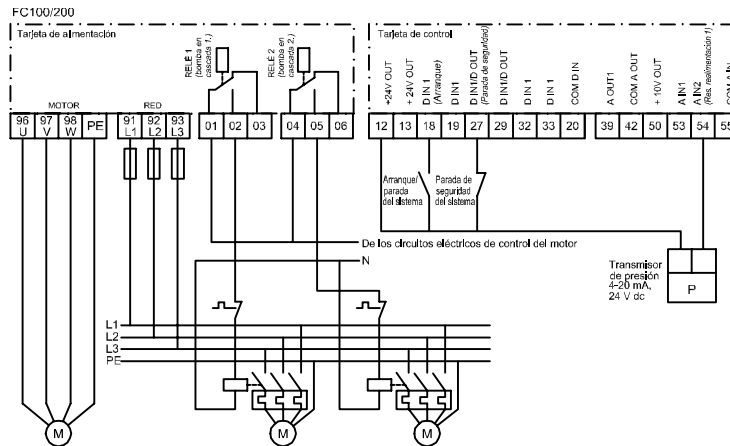 FC100/200
Tarjeta de alimentación
RELÉ 1
(bomba en
cascada 1.)
RELÉ 2
(bomba en
cascada 2.)
Tarjeta de control
+24V OUT
+ 24V OUT
D IN 1
(Arranque)
D IN1
D IN1/D OUT
(Parada de seguridad)
D IN1/D OUT
D IN 1
D IN 1
COM D IN
A OUT1
COM A OUT
+ 10V OUT
A IN1
A IN2
(Res. realimentación 1)
COM A IN
MOTOR
RED
96 97 98 PE 91 92 93 01 02 03 04 05 06 12 13 18 19 27 29 32 33 20 39 42 50 53 54 55
U V W L1 L2 L3
Arranque/
parada
del sistema
Parada de
seguridad
del sistema
De los circuitos eléctricos de control del motor
N
Transmisor
de presión
4-20 mA,
24 V dc
P
L1
L2
L3
PE
M
M
M